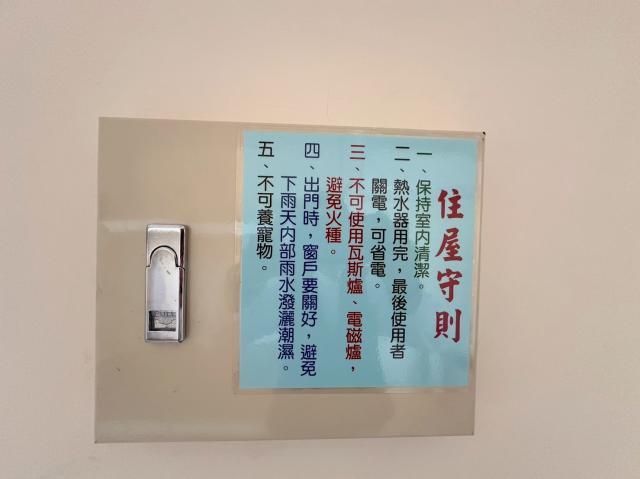 住屋守則
一、保持室內清潔。
二、熱水器用完，最後使用者
關電，可省電。
三、不可使用瓦斯爐、電磁爐，
避免火種。
四、出門時，窗戶要關好，避免
下雨天內部雨水潑灑潮濕。
五、不可養寵物。